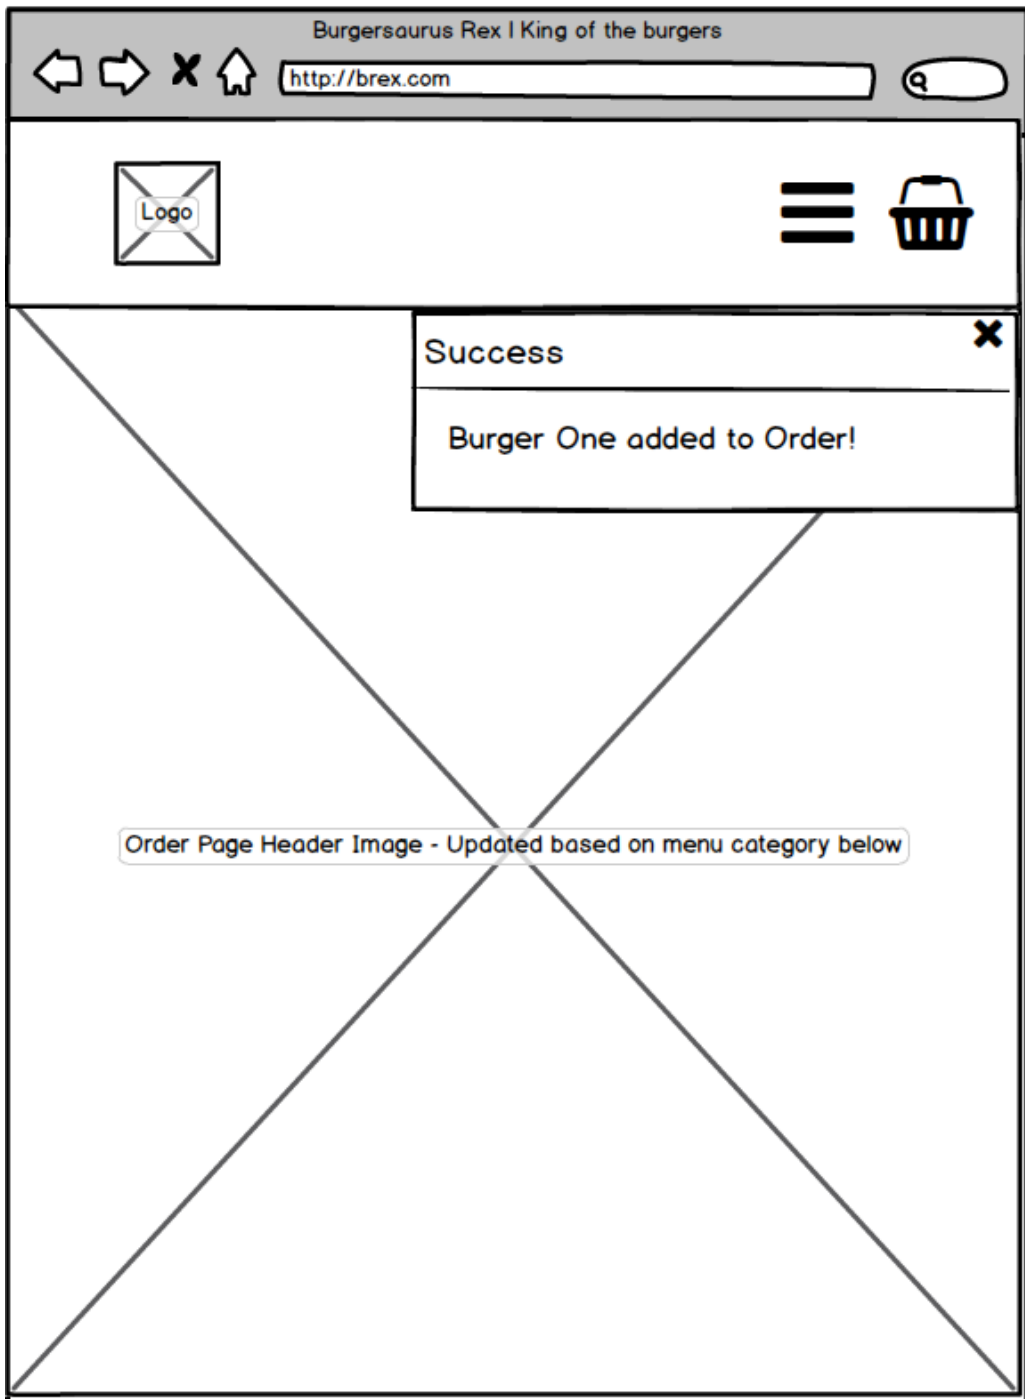 Burgersaurus Rex | King of the burgers
http://brex.com
Logo
Success
Burger One added to Order!
Order Page Header Image - Updated based on menu category below